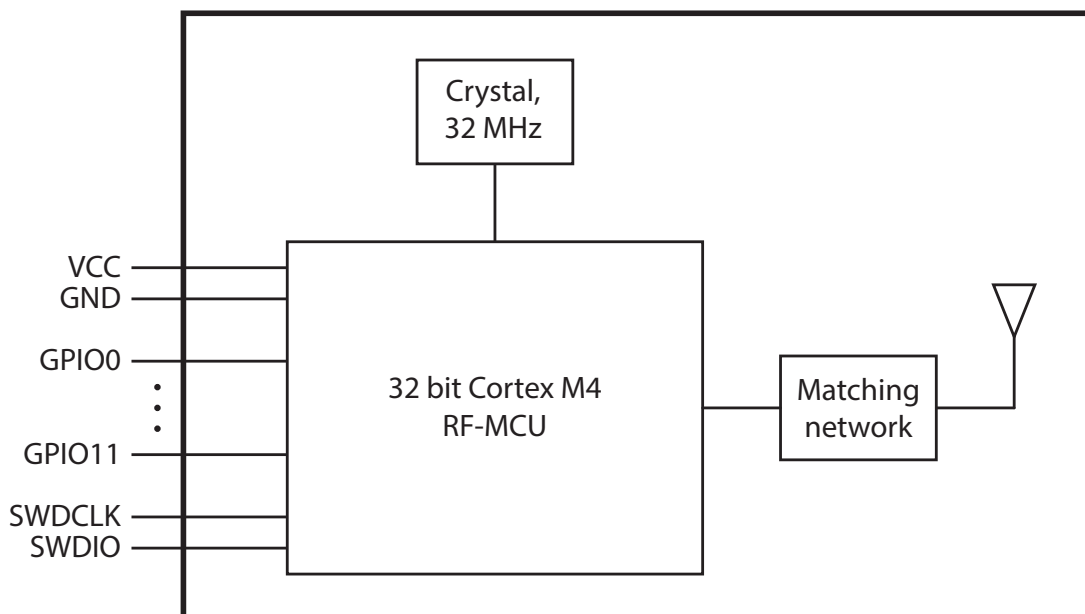 Crystal,
32 MHz
VCC
GND
GPIO0
GPIO11
SWDCLK
SWDIO
32 bit Cortex M4
RF-MCU
Matching
network